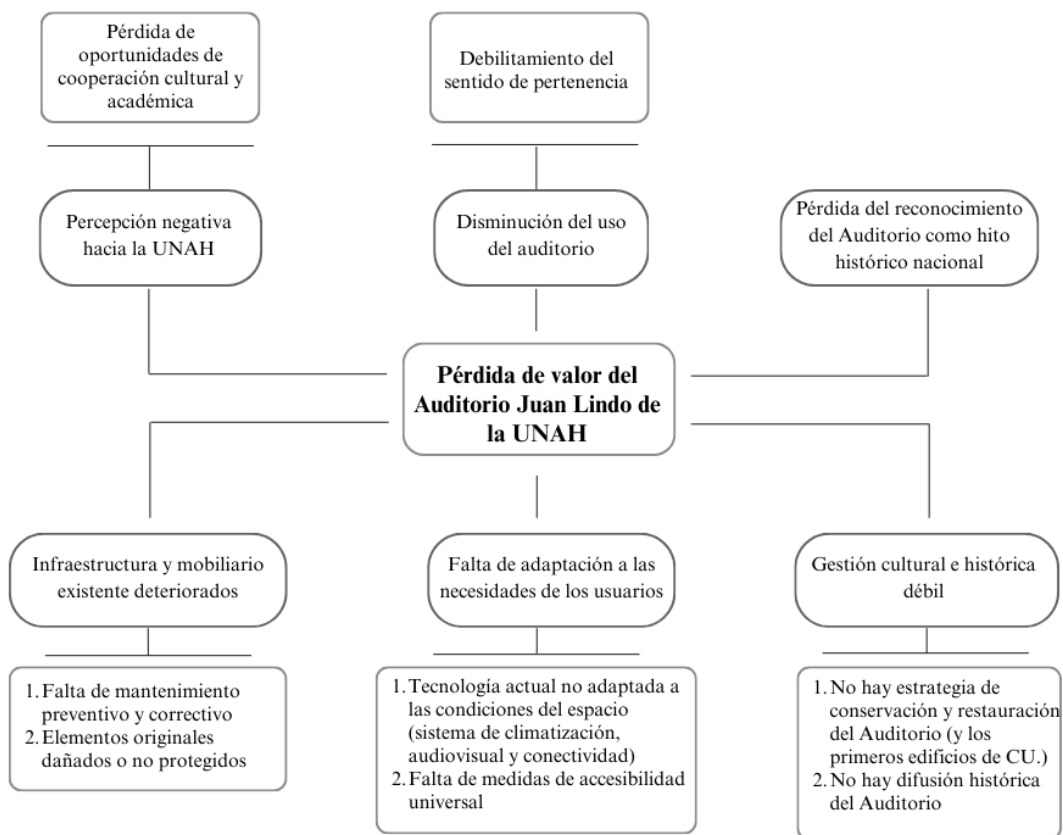 Pérdida de
oportunidades de
cooperación cultural y
académica
Debilitamiento del
sentido de pertenencia
Percepción negativa
hacia la UNAH
Disminución del uso
del auditorio
Pérdida del reconocimiento
del Auditorio como hito
histórico nacional
Pérdida de valor del
Auditorio Juan Lindo de
la UNAH
Infraestructura y mobiliario
existente deteriorados
Falta de adaptación a las
necesidades de los usuarios
Gestión cultural e histórica
débil
1. Falta de mantenimiento
preventivo y correctivo
2. Elementos originales
dañados o no protegidos
1. Tecnología actual no adaptada a
las condiciones del espacio
(sistema de climatización,
audiovisual y conectividad)
2. Falta de medidas de accesibilidad
universal
1. No hay estrategia de
conservación y restauración
del Auditorio (y los
primeros edificios de CU.)
2. No hay difusión histórica
del Auditorio